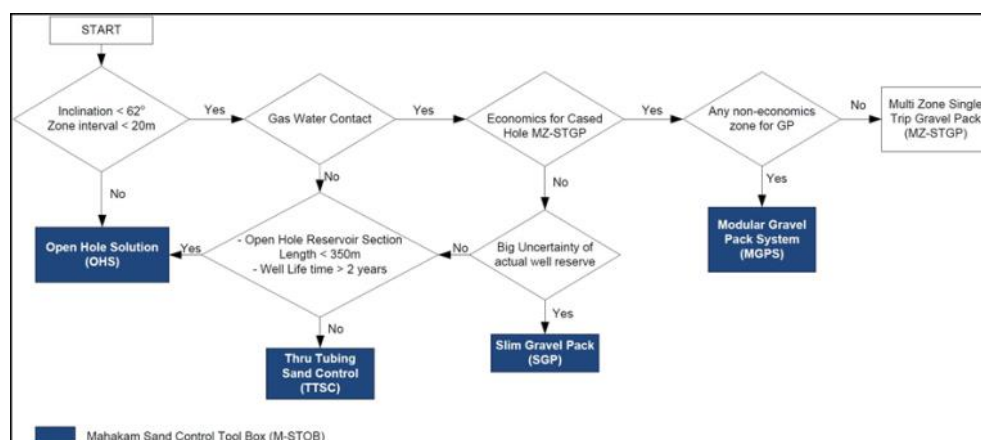 START
Inclination < 62°
Zone interval < 20m
Yes
Gas Water Contact
Yes
Economics for Cased
Hole MZ-STGP
Yes
Any non-economics
zone for GP
No
Multi Zone Single
Trip Gravel Pack
(MZ-STGP)
No
No
No
Yes
Open Hole Solution
(OHS)
Yes
- Open Hole Reservoir Section
Length < 350m
- Well Life time > 2 years
No
Big Uncertainty of
actual well reserve
Modular Gravel
Pack System
(MGPS)
No
Yes
Thru Tubing
Sand Control
(TTSC)
Slim Gravel Pack
(SGP)
Mahakam Sand Control Tool Box (M-STOB)